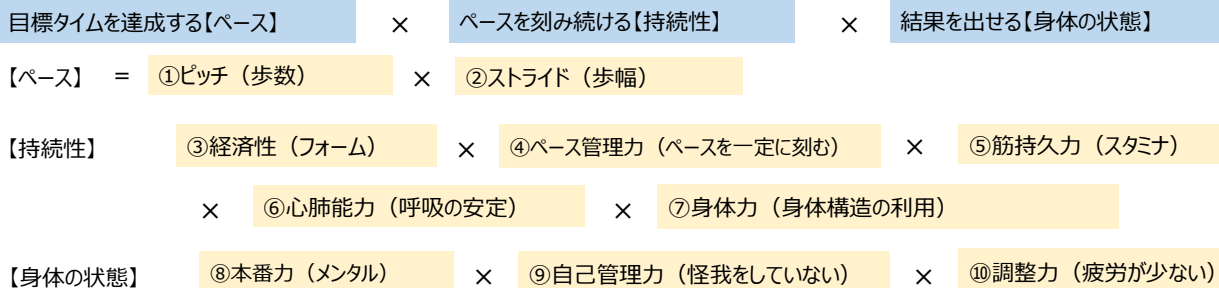 目標タイムを達成する【ペース】 × ペースを刻み続ける【持続性】 × 結果を出せる【身体の状態】
【ペース】 = ①ピッチ（歩数） × ②ストライド（歩幅）
【持続性】 ③経済性（フォーム） × ④ペース管理力（ペースを一定に刻む） × ⑤筋持久力（スタミナ）
× ⑥心肺能力（呼吸の安定） × ⑦身体力（身体構造の利用）
【身体の状態】 ⑧本番力（メンタル） × ⑨自己管理力（怪我をしていない） × ⑩調整力（疲労が少ない）